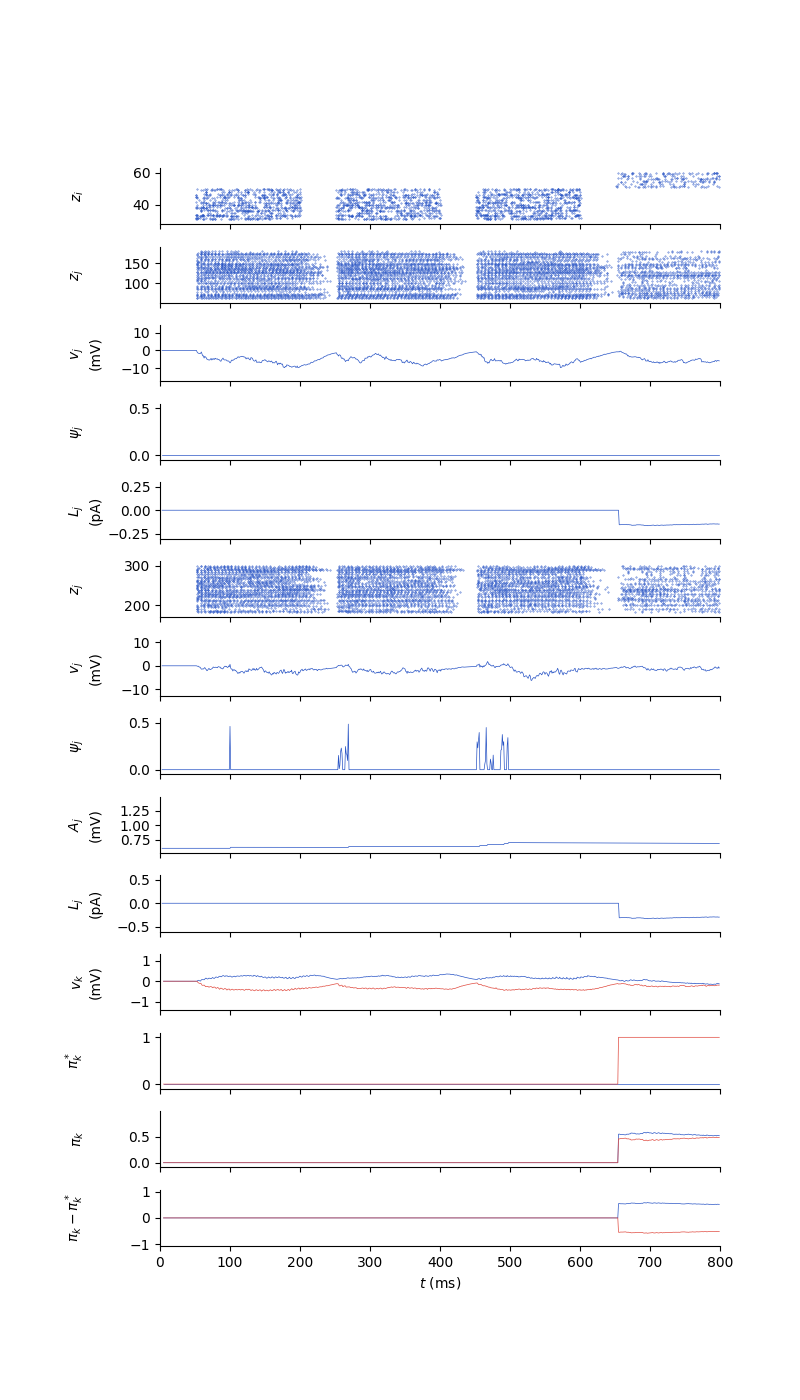 60
40
z_i
150
100
z_j
10
0
−10
v_j
(mV)
0.5
0.0
ψ_j
0.25
0.00
−0.25
L_j
(pA)
300
200
z_j
10
0
−10
v_j
(mV)
0.5
0.0
ψ_j
1.25
1.00
0.75
A_j
(mV)
0.5
0.0
−0.5
L_j
(pA)
1
0
−1
v_k
(mV)
1
0
π_k^*
0.5
0.0
π_k
1
0
−1
π_k − π_k^*
0 100 200 300 400 500 600 700 800
t (ms)